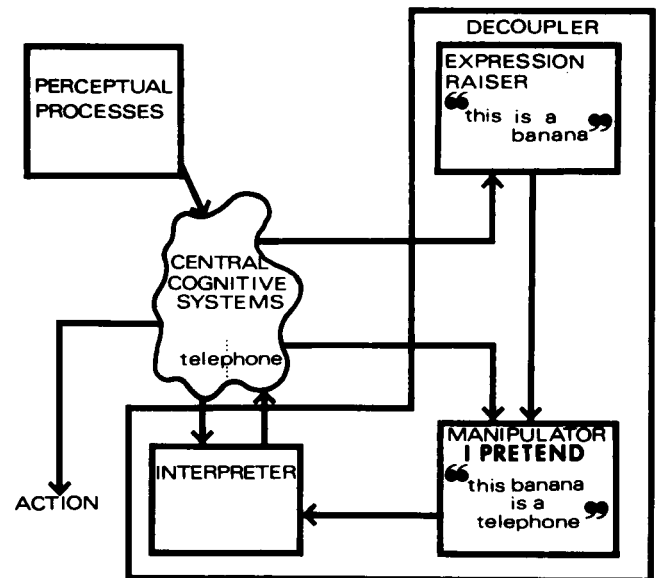 DECOUPLER
PERCEPTUAL
PROCESSES
EXPRESSION
RAISER
“this is a
banana”
CENTRAL
COGNITIVE
SYSTEMS
telephone
ACTION
INTERPRETER
MANIPULATOR
I PRETEND
“this banana
is a
telephone”